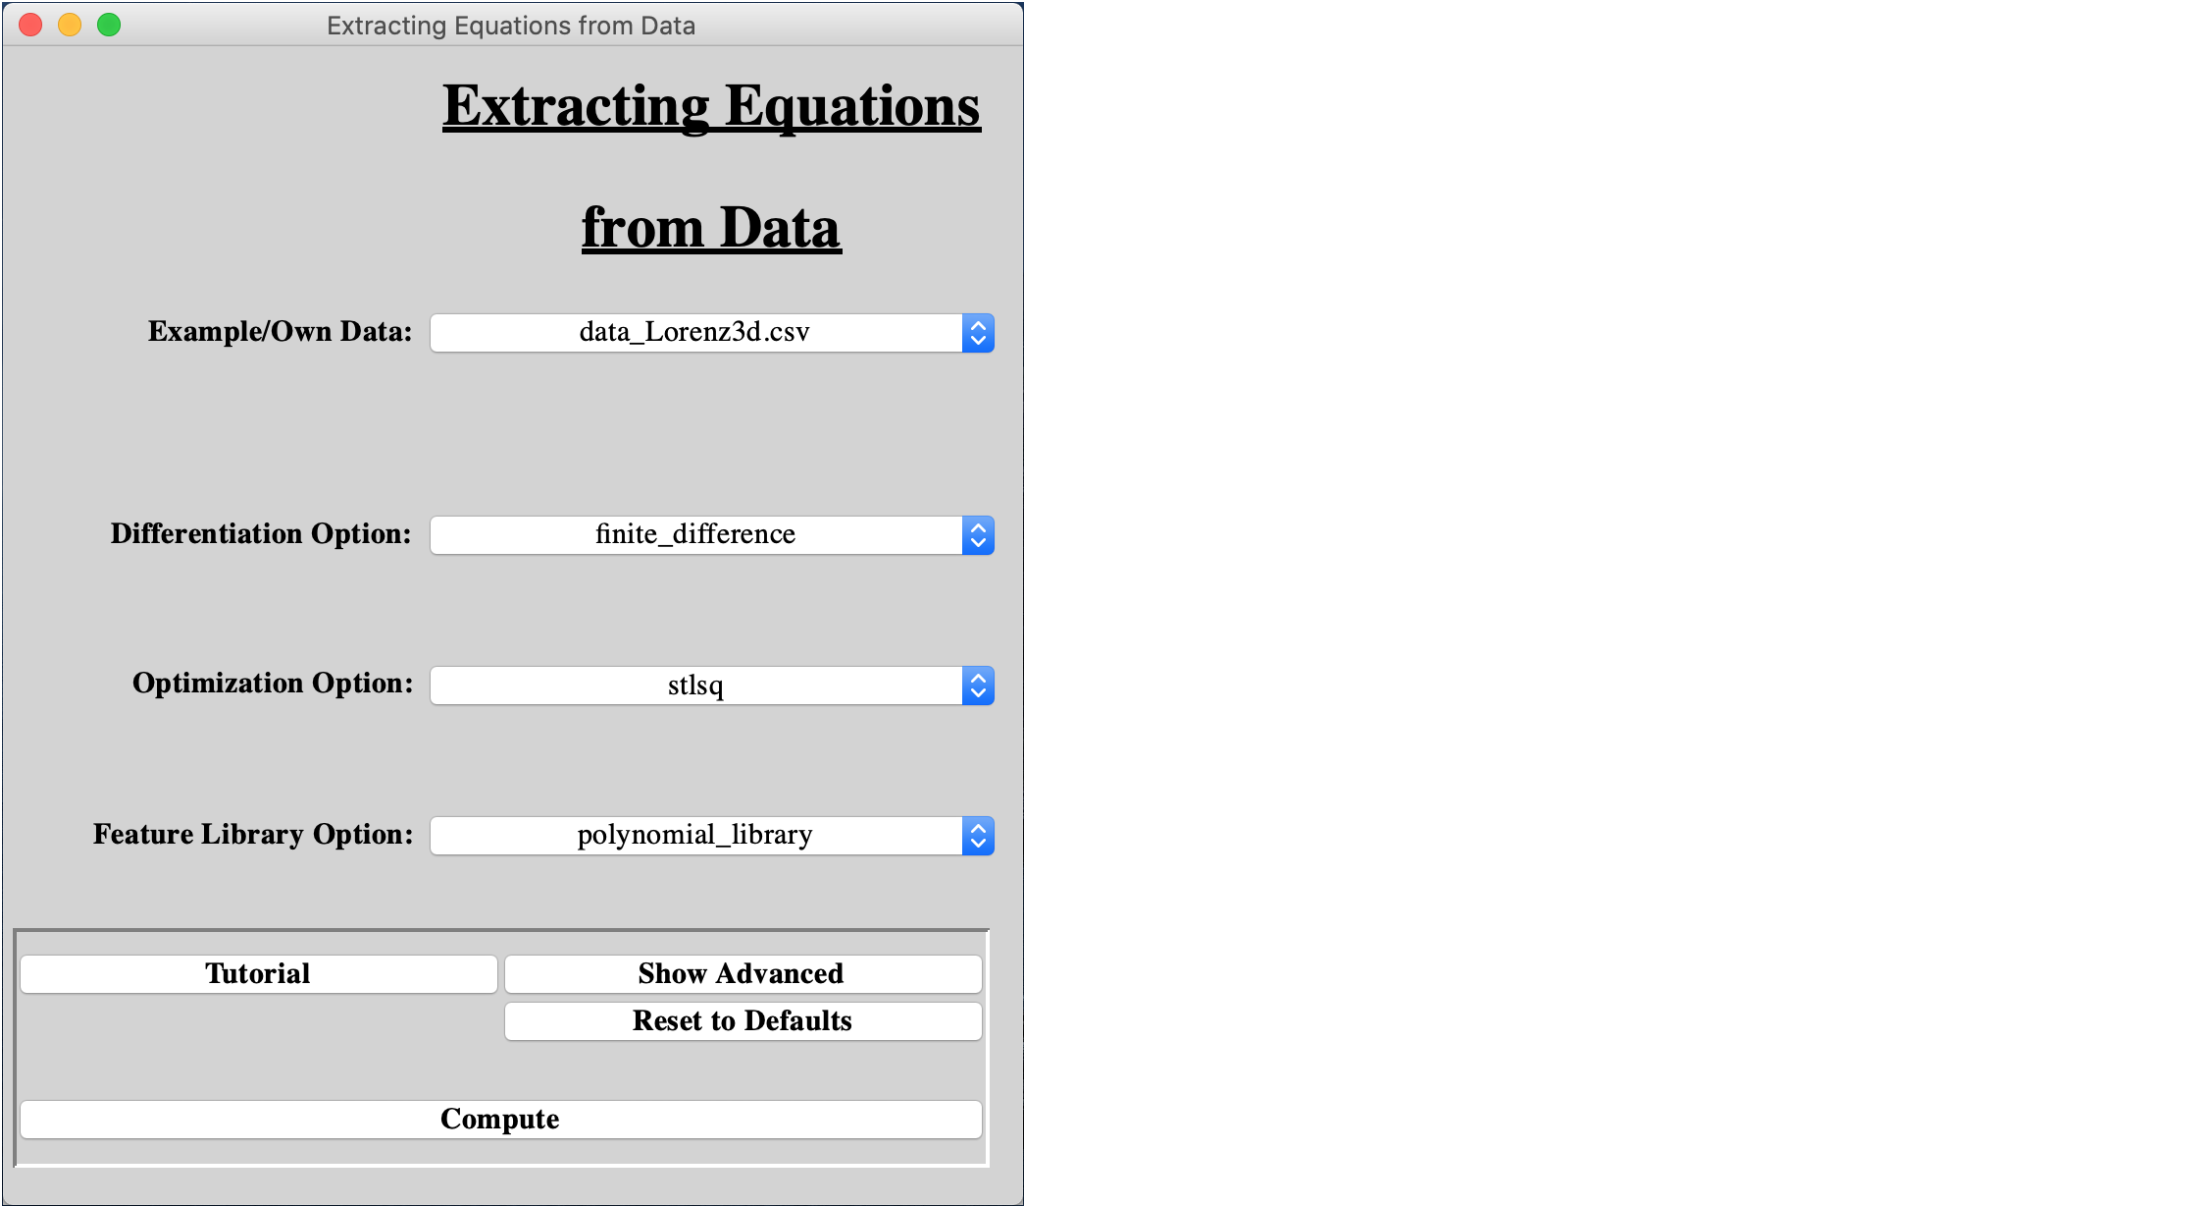 Extracting Equations from Data
Extracting Equations
from Data
Example/Own Data: data_Lorenz3d.csv
Differentiation Option: finite_difference
Optimization Option: stlsq
Feature Library Option: polynomial_library
Tutorial Show Advanced
Reset to Defaults
Compute